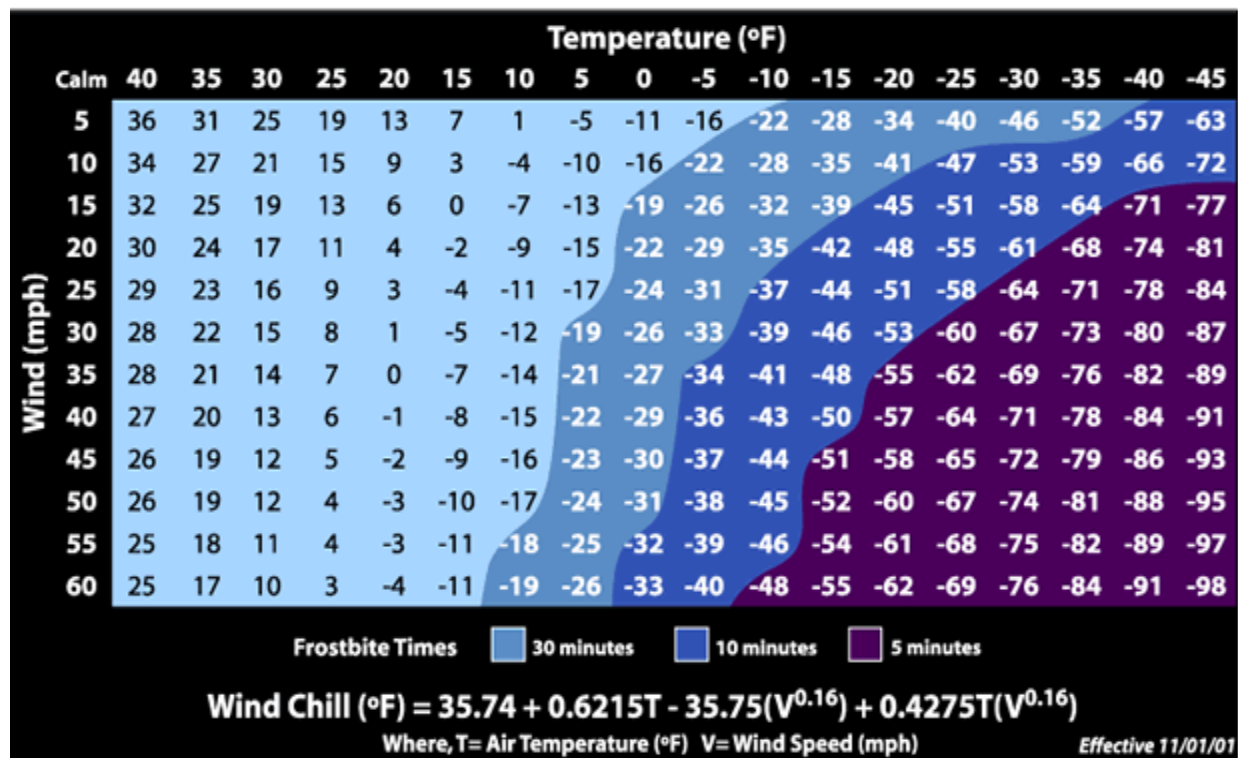 Temperature (ºF)
Calm 40 35 30 25 20 15 10 5 0 -5 -10 -15 -20 -25 -30 -35 -40 -45
5 36 31 25 19 13 7 1 -5 -11 -16 -22 -28 -34 -40 -46 -52 -57 -63
10 34 27 21 15 9 3 -4 -10 -16 -22 -28 -35 -41 -47 -53 -59 -66 -72
15 32 25 19 13 6 0 -7 -13 -19 -26 -32 -39 -45 -51 -58 -64 -71 -77
20 30 24 17 11 4 -2 -9 -15 -22 -29 -35 -42 -48 -55 -61 -68 -74 -81
25 29 23 16 9 3 -4 -11 -17 -24 -31 -37 -44 -51 -58 -64 -71 -78 -84
30 28 22 15 8 1 -5 -12 -19 -26 -33 -39 -46 -53 -60 -67 -73 -80 -87
35 28 21 14 7 0 -7 -14 -21 -27 -34 -41 -48 -55 -62 -69 -76 -82 -89
40 27 20 13 6 -1 -8 -15 -22 -29 -36 -43 -50 -57 -64 -71 -78 -84 -91
45 26 19 12 5 -2 -9 -16 -23 -30 -37 -44 -51 -58 -65 -72 -79 -86 -93
50 26 19 12 4 -3 -10 -17 -24 -31 -38 -45 -52 -60 -67 -74 -81 -88 -95
55 25 18 11 4 -3 -11 -18 -25 -32 -39 -46 -54 -61 -68 -75 -82 -89 -97
60 25 17 10 3 -4 -11 -19 -26 -33 -40 -48 -55 -62 -69 -76 -84 -91 -98
Wind (mph)
Frostbite Times 30 minutes 10 minutes 5 minutes
Wind Chill (ºF) = 35.74 + 0.6215T - 35.75(V^0.16) + 0.4275T(V^0.16)
Where, T= Air Temperature (ºF) V= Wind Speed (mph) Effective 11/01/01